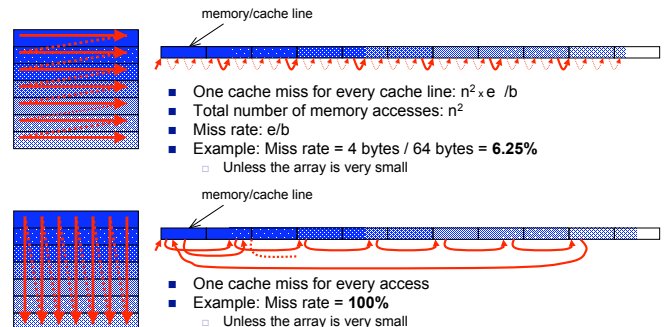 memory/cache line
■ One cache miss for every cache line: n² x e /b
■ Total number of memory accesses: n²
■ Miss rate: e/b
■ Example: Miss rate = 4 bytes / 64 bytes = 6.25%
□ Unless the array is very small
memory/cache line
■ One cache miss for every access
■ Example: Miss rate = 100%
□ Unless the array is very small